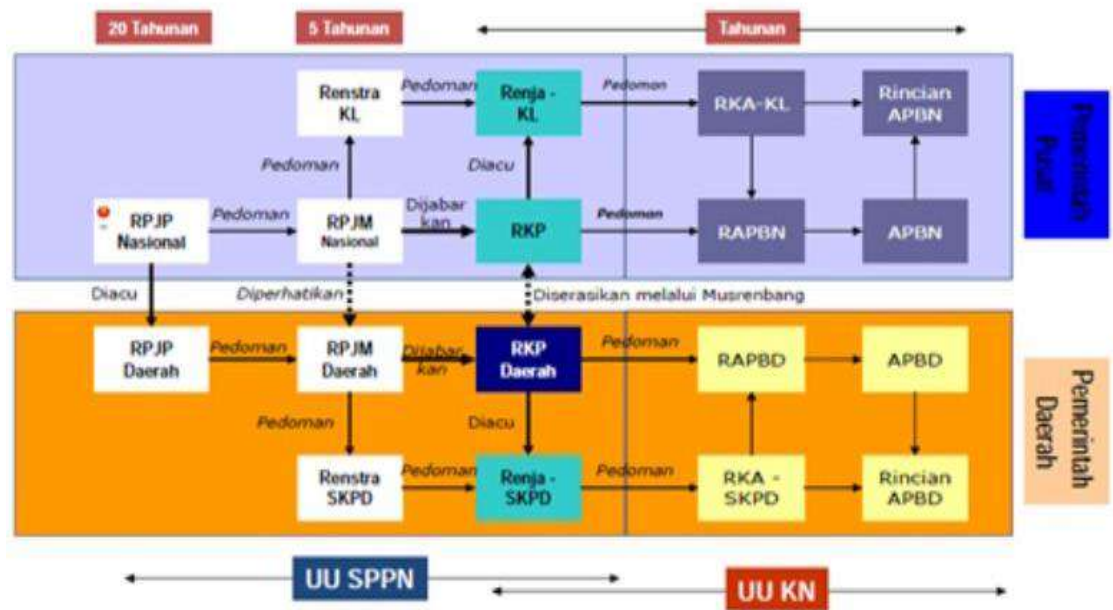 20 Tahunan
5 Tahunan
Tahunan
Renstra
KL
Pedoman
Renja -
KL
Pedoman
RKA-KL
Rincian
APBN
Pedoman
Diacu
RPJP
Nasional
Pedoman
RPJM
Nasional
Dijabar
kan
RKP
Pedoman
RAPBN
APBN
Pemerintah
Pusat
Diacu
Diperhatikan
Diserasikan melalui Musrenbang
RPJP
Daerah
Pedoman
RPJM
Daerah
Dijabar
kan
RKP
Daerah
Pedoman
RAPBD
APBD
Pedoman
Diacu
Renstra
SKPD
Pedoman
Renja -
SKPD
Pedoman
RKA -
SKPD
Rincian
APBD
Pemerintah
Daerah
UU SPPN
UU KN